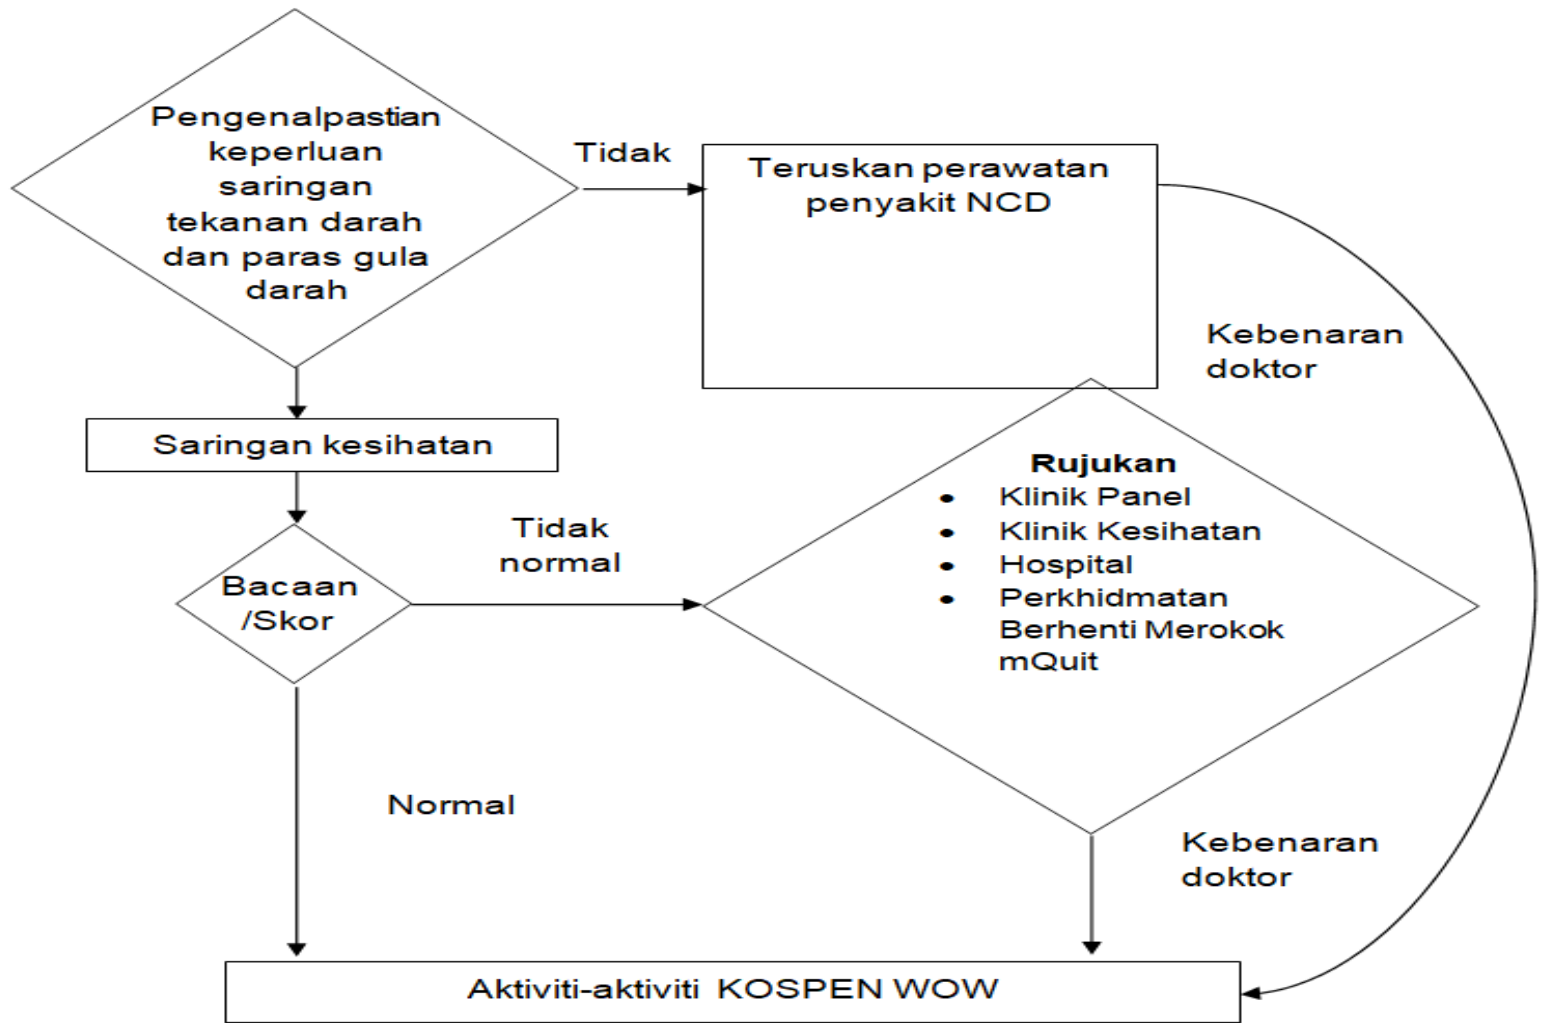 Pengenalpastian
keperluan
saringan
tekanan darah
dan paras gula
darah
Tidak
Teruskan perawatan
penyakit NCD
Kebenaran
doktor
Saringan kesihatan
Bacaan
/Skor
Tidak
normal
Rujukan
• Klinik Panel
• Klinik Kesihatan
• Hospital
• Perkhidmatan
Berhenti Merokok
mQuit
Normal
Kebenaran
doktor
Aktiviti-aktiviti KOSPEN WOW